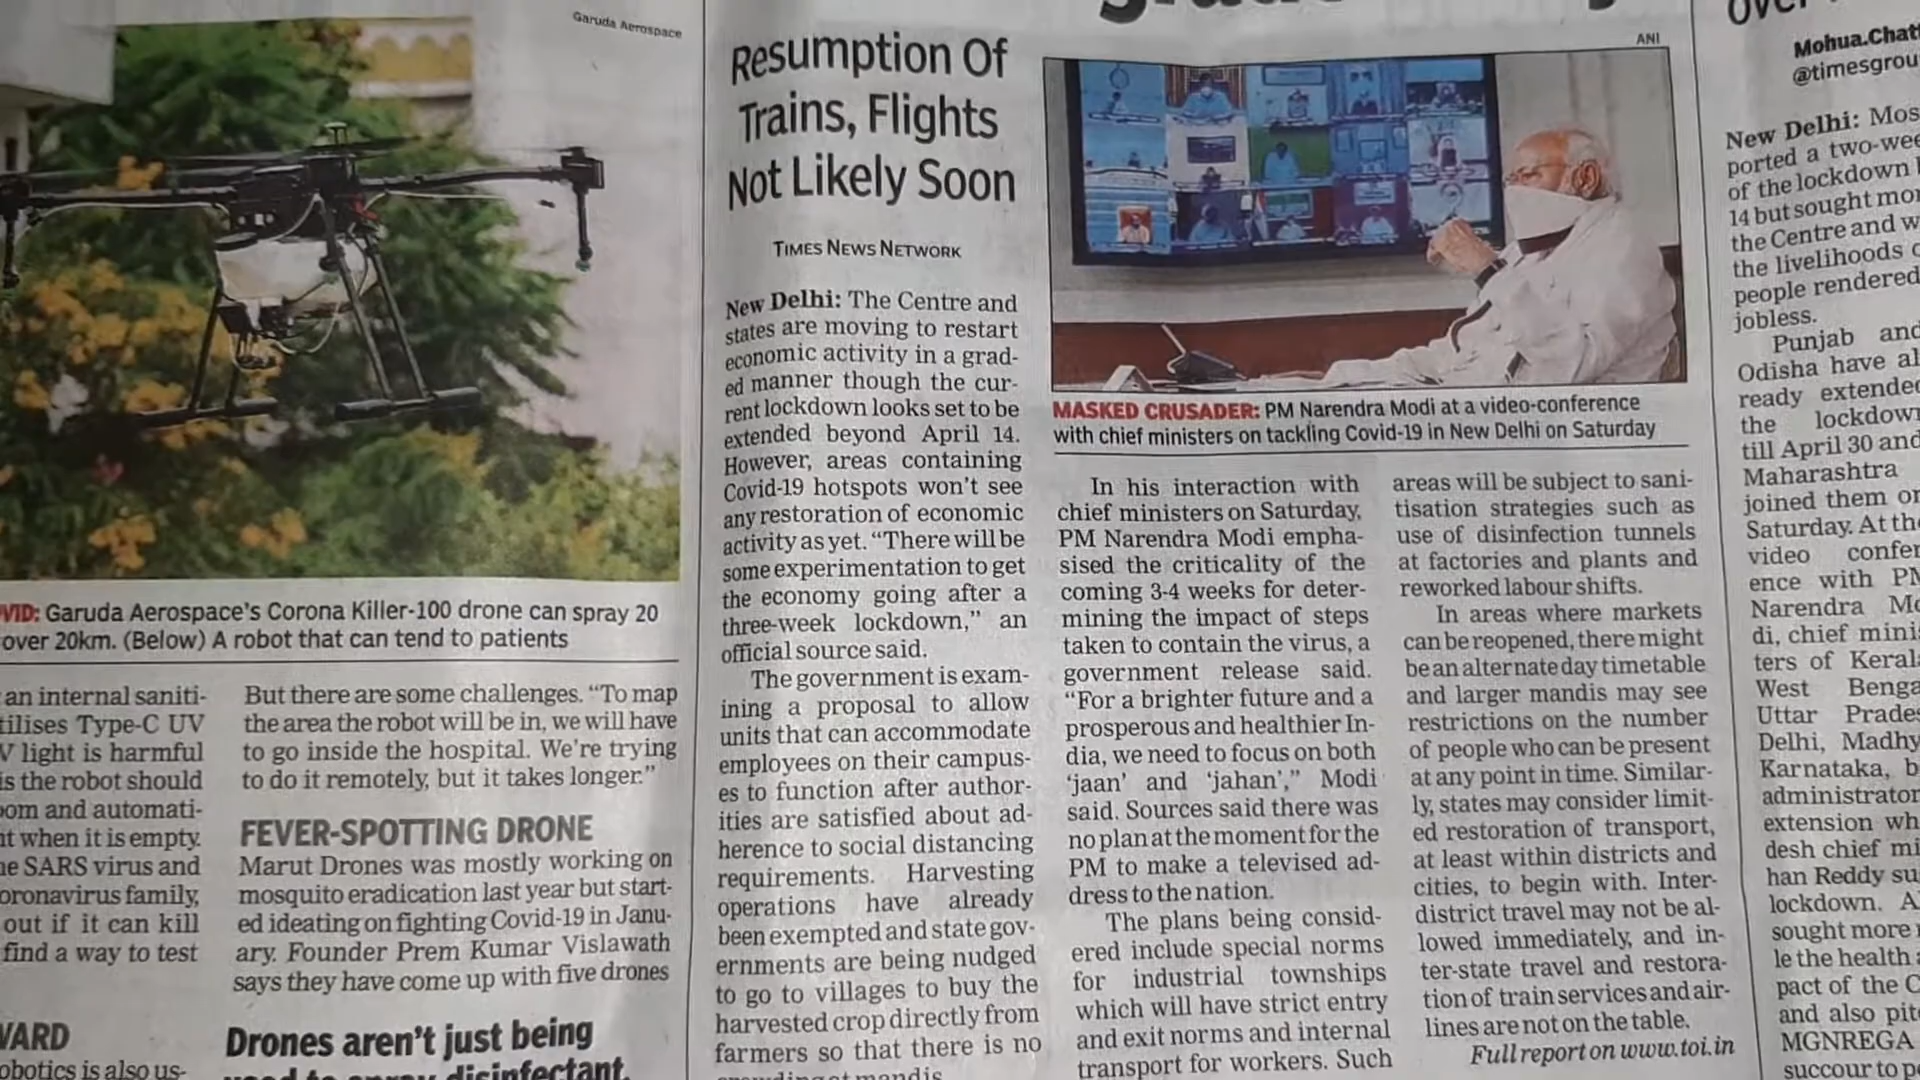 Garuda Aerospace
VID: Garuda Aerospace's Corona Killer-100 drone can spray 20
over 20km. (Below) A robot that can tend to patients
an internal saniti-
tilises Type-C UV
V light is harmful
is the robot should
oom and automati-
t when it is empty.
e SARS virus and
oronavirus family,
out if it can kill
find a way to test
WARD
obotics is also us-
But there are some challenges. “To map
the area the robot will be in, we will have
to go inside the hospital. We're trying
to do it remotely, but it takes longer.”
FEVER-SPOTTING DRONE
Marut Drones was mostly working on
mosquito eradication last year but start-
ed ideating on fighting Covid-19 in Janu-
ary. Founder Prem Kumar Vislawath
says they have come up with five drones
Drones aren't just being
used to spray disinfectant.
Resumption Of
Trains, Flights
Not Likely Soon
TIMES NEWS NETWORK
New Delhi: The Centre and
states are moving to restart
economic activity in a grad-
ed manner though the cur-
rent lockdown looks set to be
extended beyond April 14.
However, areas containing
Covid-19 hotspots won't see
any restoration of economic
activity as yet. “There will be
some experimentation to get
the economy going after a
three-week lockdown,” an
official source said.
The government is exam-
ining a proposal to allow
units that can accommodate
employees on their campus-
es to function after author-
ities are satisfied about ad-
herence to social distancing
requirements. Harvesting
operations have already
been exempted and state gov-
ernments are being nudged
to go to villages to buy the
harvested crop directly from
farmers so that there is no
crowding at mandis.
ANI
MASKED CRUSADER: PM Narendra Modi at a video-conference
with chief ministers on tackling Covid-19 in New Delhi on Saturday
In his interaction with
chief ministers on Saturday,
PM Narendra Modi empha-
sised the criticality of the
coming 3-4 weeks for deter-
mining the impact of steps
taken to contain the virus, a
government release said.
“For a brighter future and a
prosperous and healthier In-
dia, we need to focus on both
‘jaan’ and ‘jahan’,” Modi
said. Sources said there was
no plan at the moment for the
PM to make a televised ad-
dress to the nation.
The plans being consid-
ered include special norms
for industrial townships
which will have strict entry
and exit norms and internal
transport for workers. Such
areas will be subject to sani-
tisation strategies such as
use of disinfection tunnels
at factories and plants and
reworked labour shifts.
In areas where markets
can be reopened, there might
be an alternate day timetable
and larger mandis may see
restrictions on the number
of people who can be present
at any point in time. Similar-
ly, states may consider limit-
ed restoration of transport,
at least within districts and
cities, to begin with. Inter-
district travel may not be al-
lowed immediately, and in-
ter-state travel and restora-
tion of train services and air-
lines are not on the table.
Full report on www.toi.in
Mohua.Chatt
@timesgrou
New Delhi: Mos
ported a two-wee
of the lockdown
14 but sought mor
the Centre and w
the livelihoods o
people rendered
jobless.
Punjab and
Odisha have al
ready extended
the lockdown
till April 30 and
Maharashtra
joined them on
Saturday. At the
video confer
ence with PM
Narendra Mo
di, chief minis
ters of Kerala
West Benga
Uttar Prades
Delhi, Madhy
Karnataka, b
administrator
extension wh
desh chief mi
han Reddy su
lockdown. A
sought more
le the health a
pact of the C
and also pit
MGNREGA
succour to p